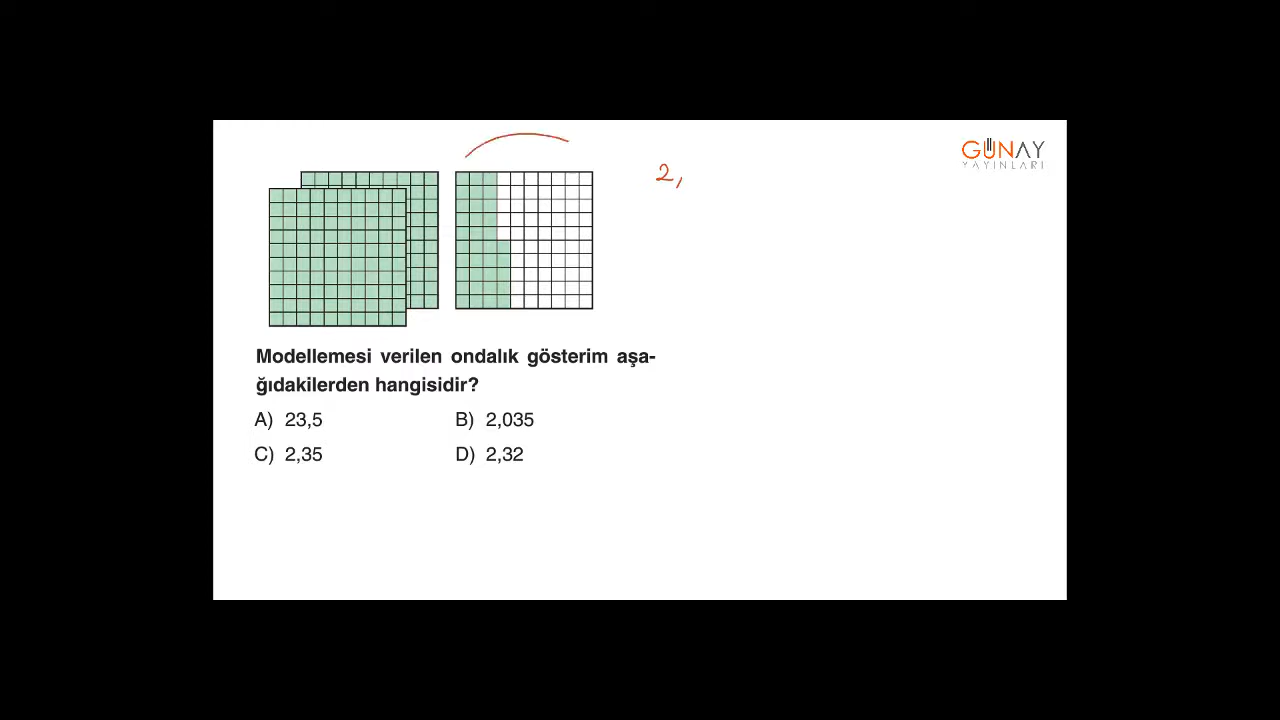 GÜNAY
YAYINLARI
2,
Modellemesi verilen ondalık gösterim aşa-
ğıdakilerden hangisidir?
A) 23,5 B) 2,035
C) 2,35 D) 2,32